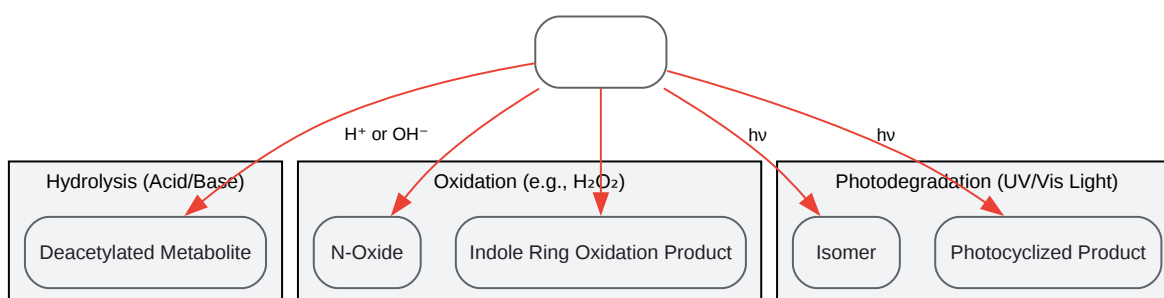 H⁺ or OH⁻
hν
hν
Hydrolysis (Acid/Base)
Oxidation (e.g., H₂O₂)
Photodegradation (UV/Vis Light)
Deacetylated Metabolite
N-Oxide
Indole Ring Oxidation Product
Isomer
Photocyclized Product